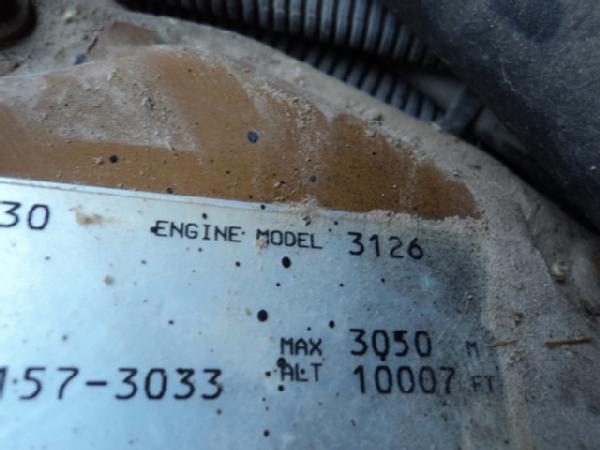 30 ENGINE MODEL 3126
MAX 3050 M
157-3033 ALT 10007 FT